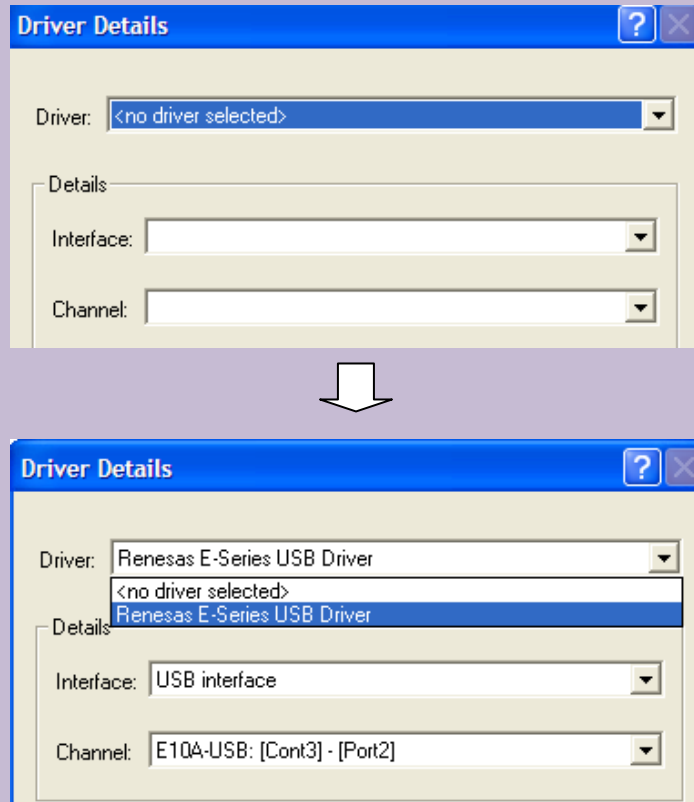 Driver Details
Driver: <no driver selected>
Details
Interface:
Channel:
Driver Details
Driver: Renesas E-Series USB Driver
<no driver selected>
Renesas E-Series USB Driver
Details
Interface: USB interface
Channel: E10A-USB: [Cont3] - [Port2]